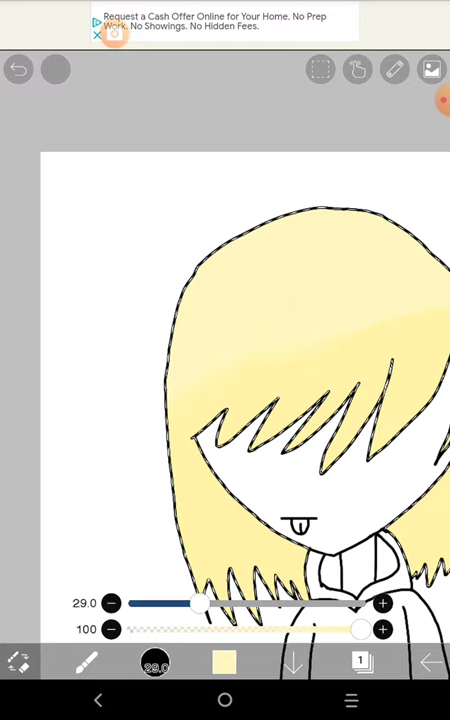 Request a Cash Offer Online for Your Home. No Prep
Work. No Showings. No Hidden Fees.
29.0
100
29.0
1